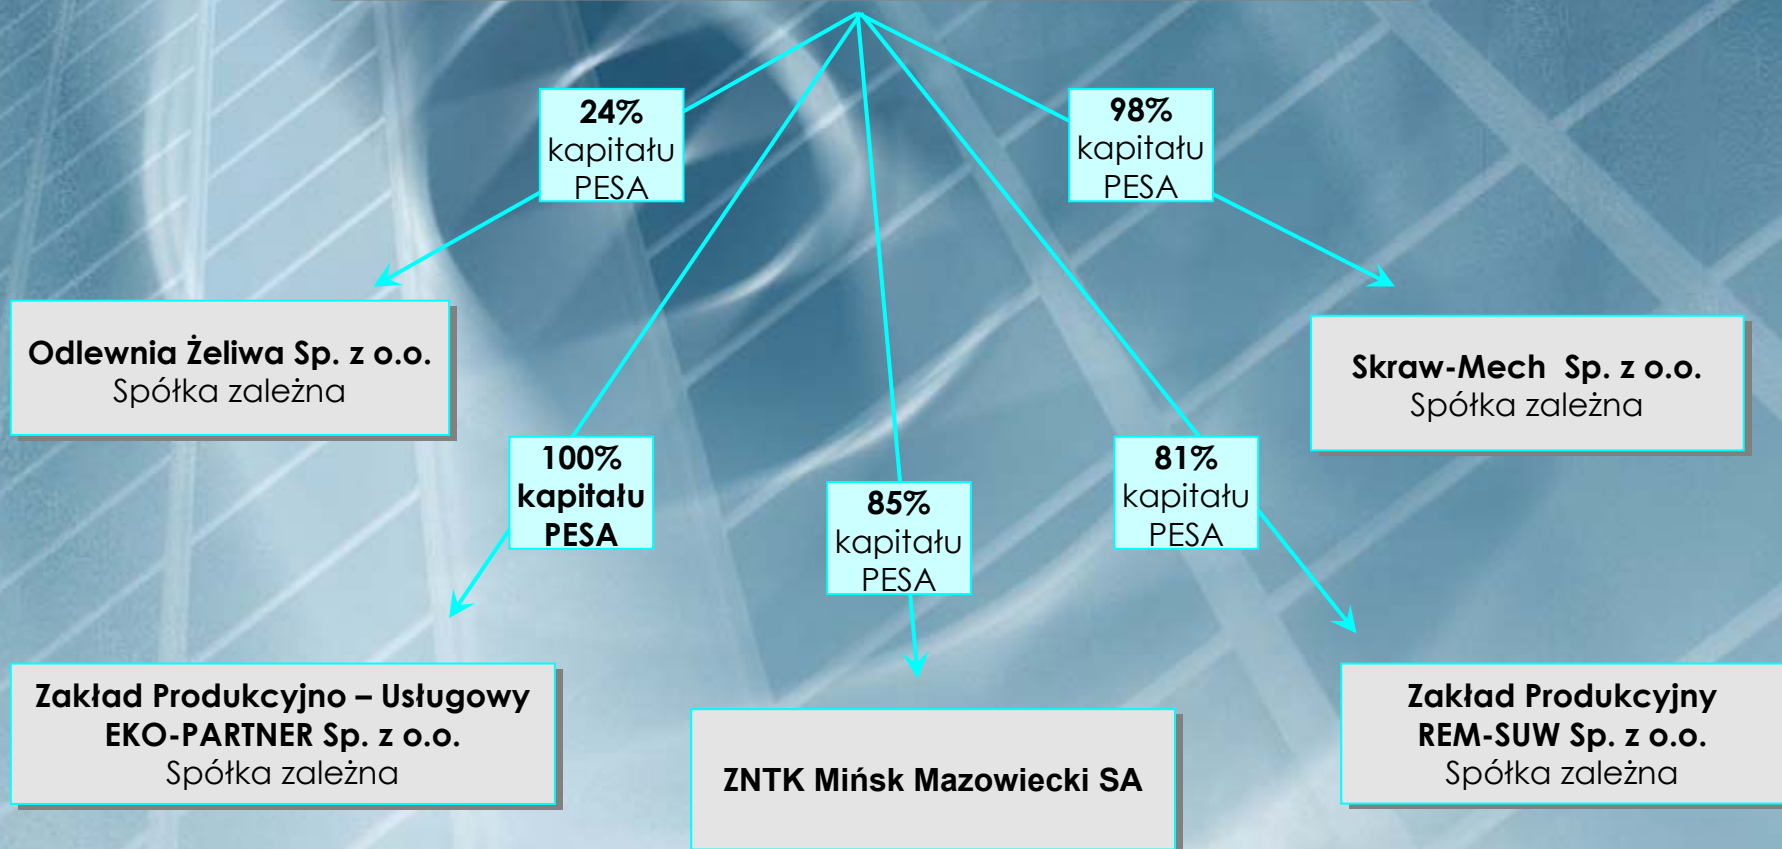 24%
kapitału
PESA
98%
kapitału
PESA
Odlewnia Żeliwa Sp. z o.o.
Spółka zależna
Skraw-Mech Sp. z o.o.
Spółka zależna
100%
kapitału
PESA
85%
kapitału
PESA
81%
kapitału
PESA
Zakład Produkcyjno – Usługowy
EKO-PARTNER Sp. z o.o.
Spółka zależna
ZNTK Mińsk Mazowiecki SA
Zakład Produkcyjny
REM-SUW Sp. z o.o.
Spółka zależna